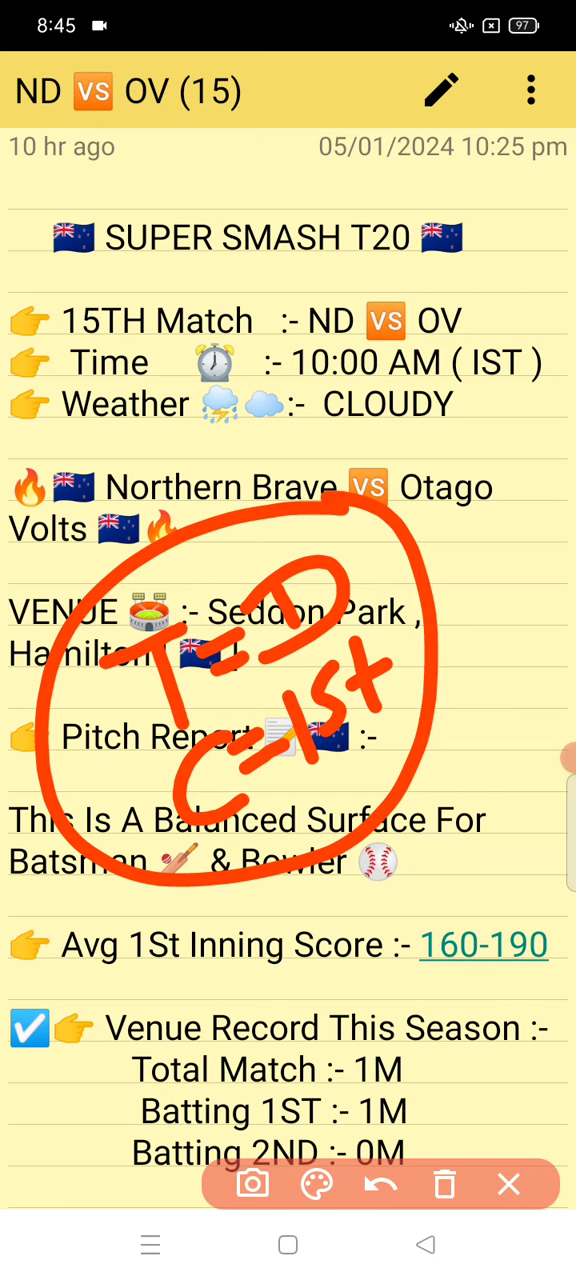 8:45 97
ND VS OV (15)
10 hr ago 05/01/2024 10:25 pm
🇳🇿 SUPER SMASH T20 🇳🇿
👉 15TH Match :- ND 🆚 OV
👉 Time ⏰ :- 10:00 AM ( IST )
👉 Weather ⛈️☁️:- CLOUDY
🔥🇳🇿 Northern Brave 🆚 Otago
Volts 🇳🇿🔥
VENUE 🏟️ :- Seddon Park ,
Hamilton 🇳🇿
T=D
C=1st
👉 Pitch Report 📝🇳🇿 :-
This Is A Balanced Surface For
Batsman 🏏 & Bowler ⚾
👉 Avg 1St Inning Score :- 160-190
☑️👉 Venue Record This Season :-
Total Match :- 1M
Batting 1ST :- 1M
Batting 2ND :- 0M